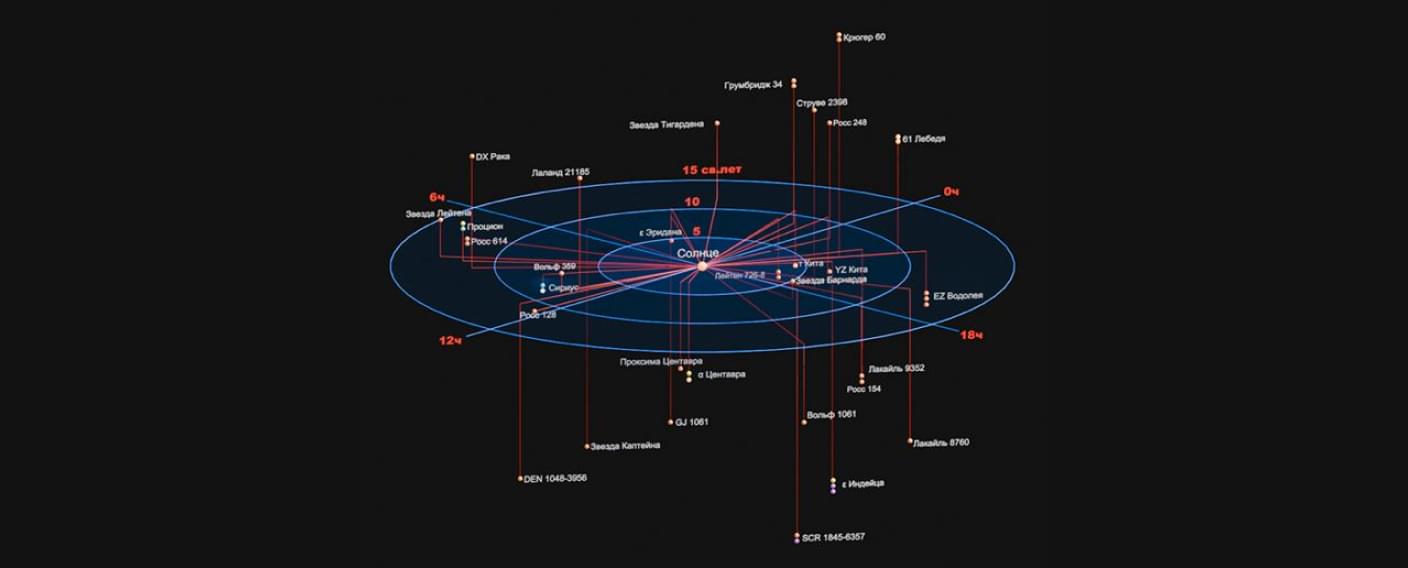 Крюгер 60
Грумбридж 34
Струве 2398
Звезда Тигардена
Росс 248
61 Лебедя
DX Рака
15 св.лет
Лаланд 21185
6ч
0ч
10
Звезда Лейтена
Процион
5
ε Эридана
Росс 614
Солнце
τ Кита
Вольф 359
YZ Кита
Лейтен 726-8
Звезда Барнарда
Сириус
EZ Водолея
Росс 128
12ч
18ч
Проксима Центавра
α Центавра
Лакайль 9352
Росс 154
Вольф 1061
GJ 1061
Звезда Каптейна
Лакайль 8760
DEN 1048-3956
ε Индейца
SCR 1845-6357